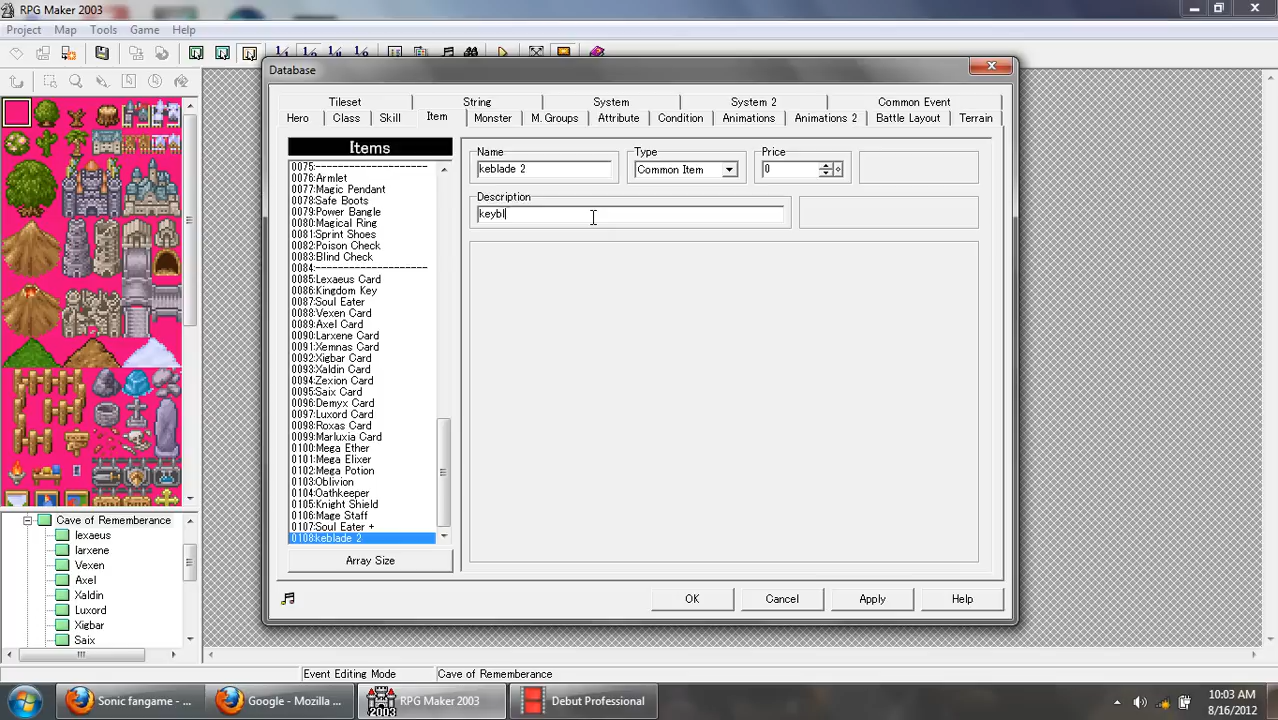 RPG Maker 2003
Project Map Tools Game Help
Database
Tileset String System System 2 Common Event
Hero Class Skill Item Monster M. Groups Attribute Condition Animations Animations 2 Battle Layout Terrain
Items
Name
keblade 2
Type
Common Item
Price
0
Description
keybl
0075:--------------------
0076:Armlet
0077:Magic Pendant
0078:Safe Boots
0079:Power Bangle
0080:Magical Ring
0081:Sprint Shoes
0082:Poison Check
0083:Blind Check
0084:--------------------
0085:Lexaeus Card
0086:Kingdom Key
0087:Soul Eater
0088:Vexen Card
0089:Axel Card
0090:Larxene Card
0091:Xemnas Card
0092:Xigbar Card
0093:Xaldin Card
0094:Zexion Card
0095:Saix Card
0096:Demyx Card
0097:Luxord Card
0098:Roxas Card
0099:Marluxia Card
0100:Mega Ether
0101:Mega Elixer
0102:Mega Potion
0103:Oblivion
0104:Oathkeeper
0105:Knight Shield
0106:Mage Staff
0107:Soul Eater +
0108:keblade 2
Array Size
OK Cancel Apply Help
Cave of Rememberance
lexaeus
larxene
Vexen
Axel
Xaldin
Luxord
Xigbar
Saix
Event Editing Mode Cave of Rememberance
Sonic fangame - ... Google - Mozilla ... RPG Maker 2003 Debut Professional
10:03 AM
8/16/2012